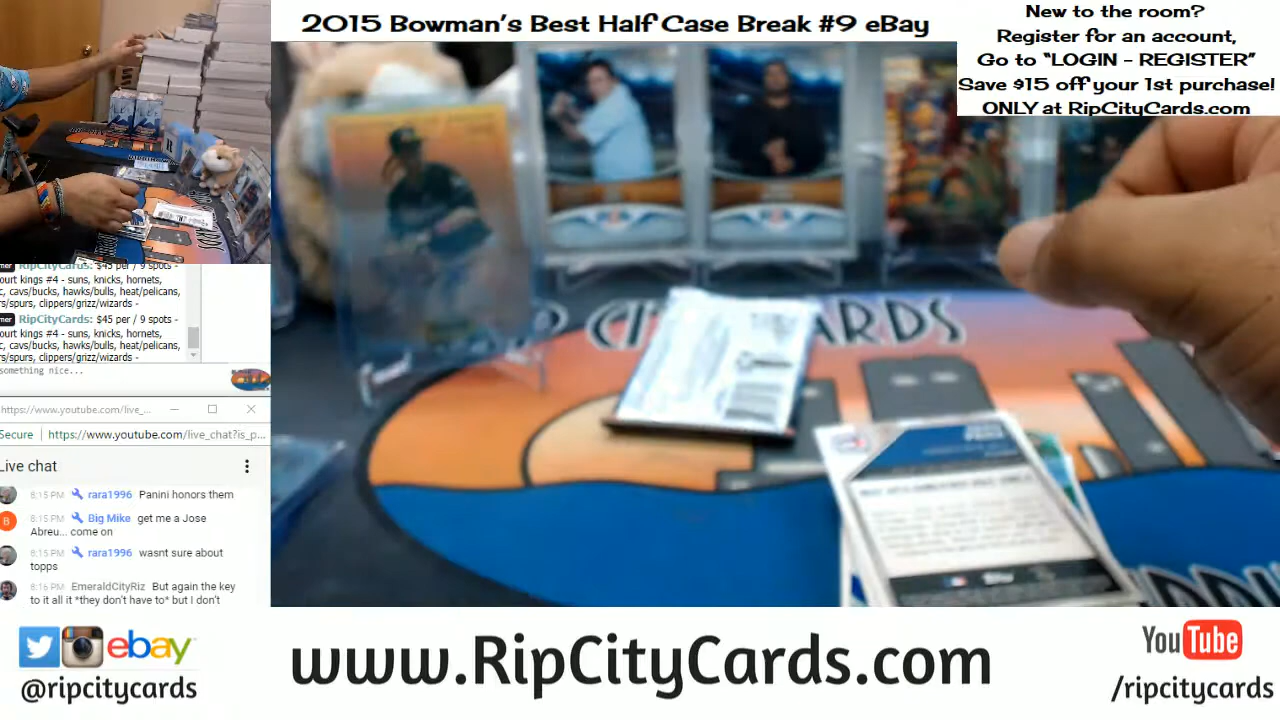 2015 Bowman's Best Half Case Break #9 eBay
New to the room?
Register for an account,
Go to "LOGIN - REGISTER"
Save $15 off your 1st purchase!
ONLY at RipCityCards.com
RipCityCards: $45 per / 9 spots -
ourt kings #4 - suns, knicks, hornets,
c, cavs/bucks, hawks/bulls, heat/pelicans,
rs/spurs, clippers/grizz/wizards -
mer RipCityCards: $45 per / 9 spots -
ourt kings #4 - suns, knicks, hornets,
c, cavs/bucks, hawks/bulls, heat/pelicans,
rs/spurs, clippers/grizz/wizards -
something nice...
https://www.youtube.com/live_...
Secure https://www.youtube.com/live_chat?is_p...
Live chat
8:15 PM rara1996 Panini honors them
B 8:15 PM Big Mike get me a Jose
Abreu... come on
8:15 PM rara1996 wasnt sure about
topps
8:16 PM EmeraldCityRiz But again the key
to it all it *they don't have to* but I don't
CARDS
ebay
@ripcitycards
www.RipCityCards.com
YouTube
/ripcitycards